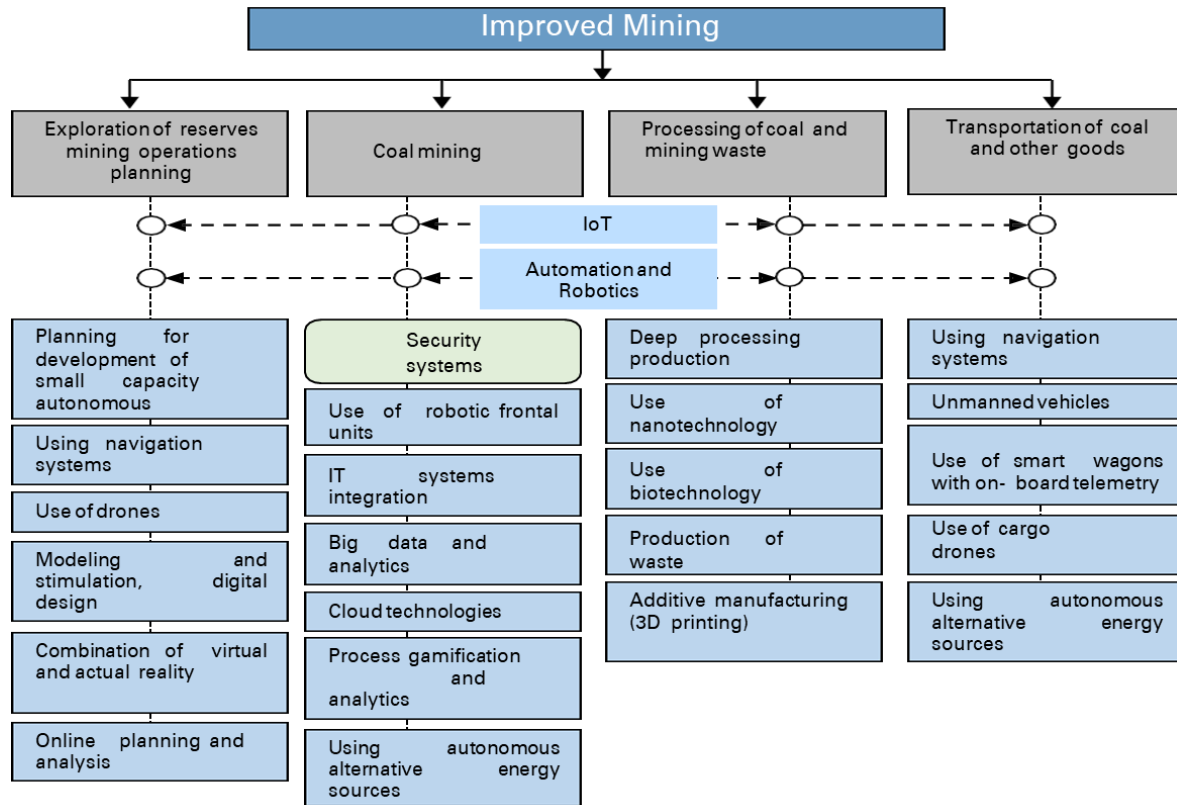 Improved Mining
Exploration of reserves
mining operations
planning
Coal mining
Processing of coal and
mining waste
Transportation of coal
and other goods
IoT
Automation and
Robotics
Planning for
development of
small capacity
autonomous
Using navigation
systems
Use of drones
Modeling and
stimulation, digital
design
Combination of virtual
and actual reality
Online planning and
analysis
Security
systems
Use of robotic frontal
units
IT systems
integration
Big data and
analytics
Cloud technologies
Process gamification
and
analytics
Using autonomous
alternative energy
sources
Deep processing
production
Use of
nanotechnology
Use of
biotechnology
Production of
waste
Additive manufacturing
(3D printing)
Using navigation
systems
Unmanned vehicles
Use of smart wagons
with on- board telemetry
Use of cargo
drones
Using autonomous
alternative energy
sources